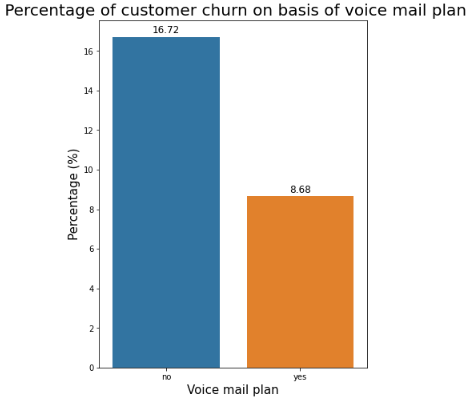 Percentage of customer churn on basis of voice mail plan
16.72
8.68
16
14
12
10
8
6
4
2
0
Percentage (%)
no
yes
Voice mail plan